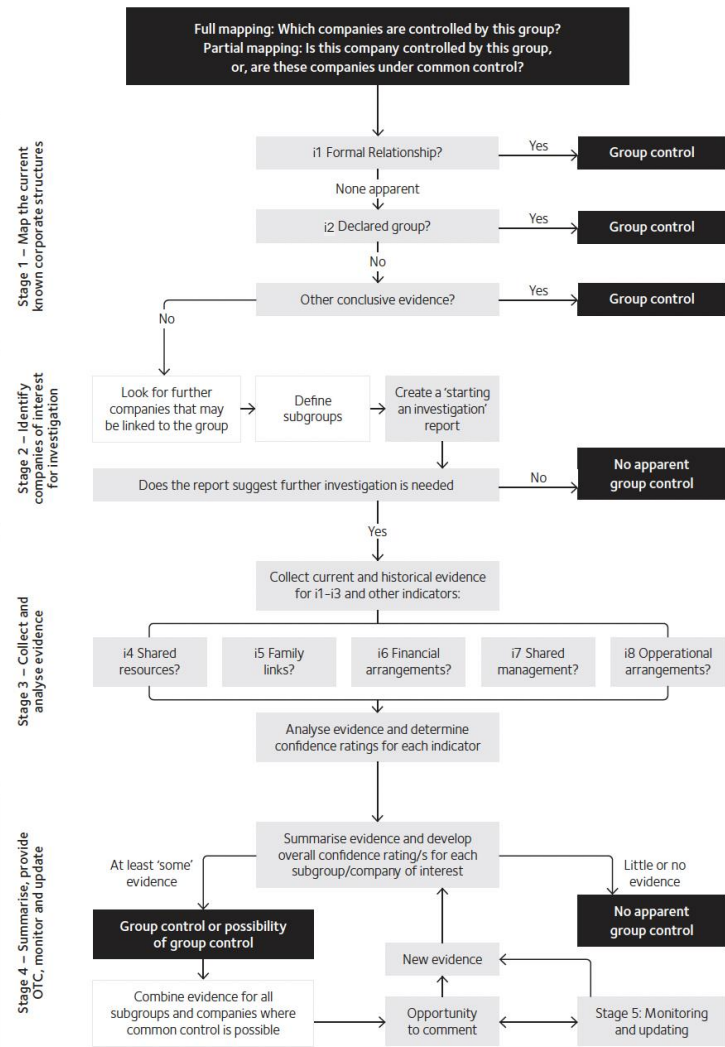 Full mapping: Which companies are controlled by this group?
Partial mapping: Is this company controlled by this group,
or, are these companies under common control?
Stage 1 – Map the current
known corporate structures
i1 Formal Relationship?
Yes
Group control
None apparent
i2 Declared group?
Yes
Group control
No
Other conclusive evidence?
Yes
Group control
No
Stage 2 – Identify
companies of interest
for investigation
Look for further
companies that may
be linked to the group
Define
subgroups
Create a ‘starting
an investigation’
report
Does the report suggest further investigation is needed
No
No apparent
group control
Yes
Stage 3 – Collect and
analyse evidence
Collect current and historical evidence
for i1–i3 and other indicators:
i4 Shared
resources?
i5 Family
links?
i6 Financial
arrangements?
i7 Shared
management?
i8 Opperational
arrangements?
Analyse evidence and determine
confidence ratings for each indicator
Stage 4 – Summarise, provide
OTC, monitor and update
Summarise evidence and develop
overall confidence rating/s for each
subgroup/company of interest
At least ‘some’
evidence
Little or no
evidence
Group control or possibility
of group control
No apparent
group control
New evidence
Combine evidence for all
subgroups and companies where
common control is possible
Opportunity
to comment
Stage 5: Monitoring
and updating